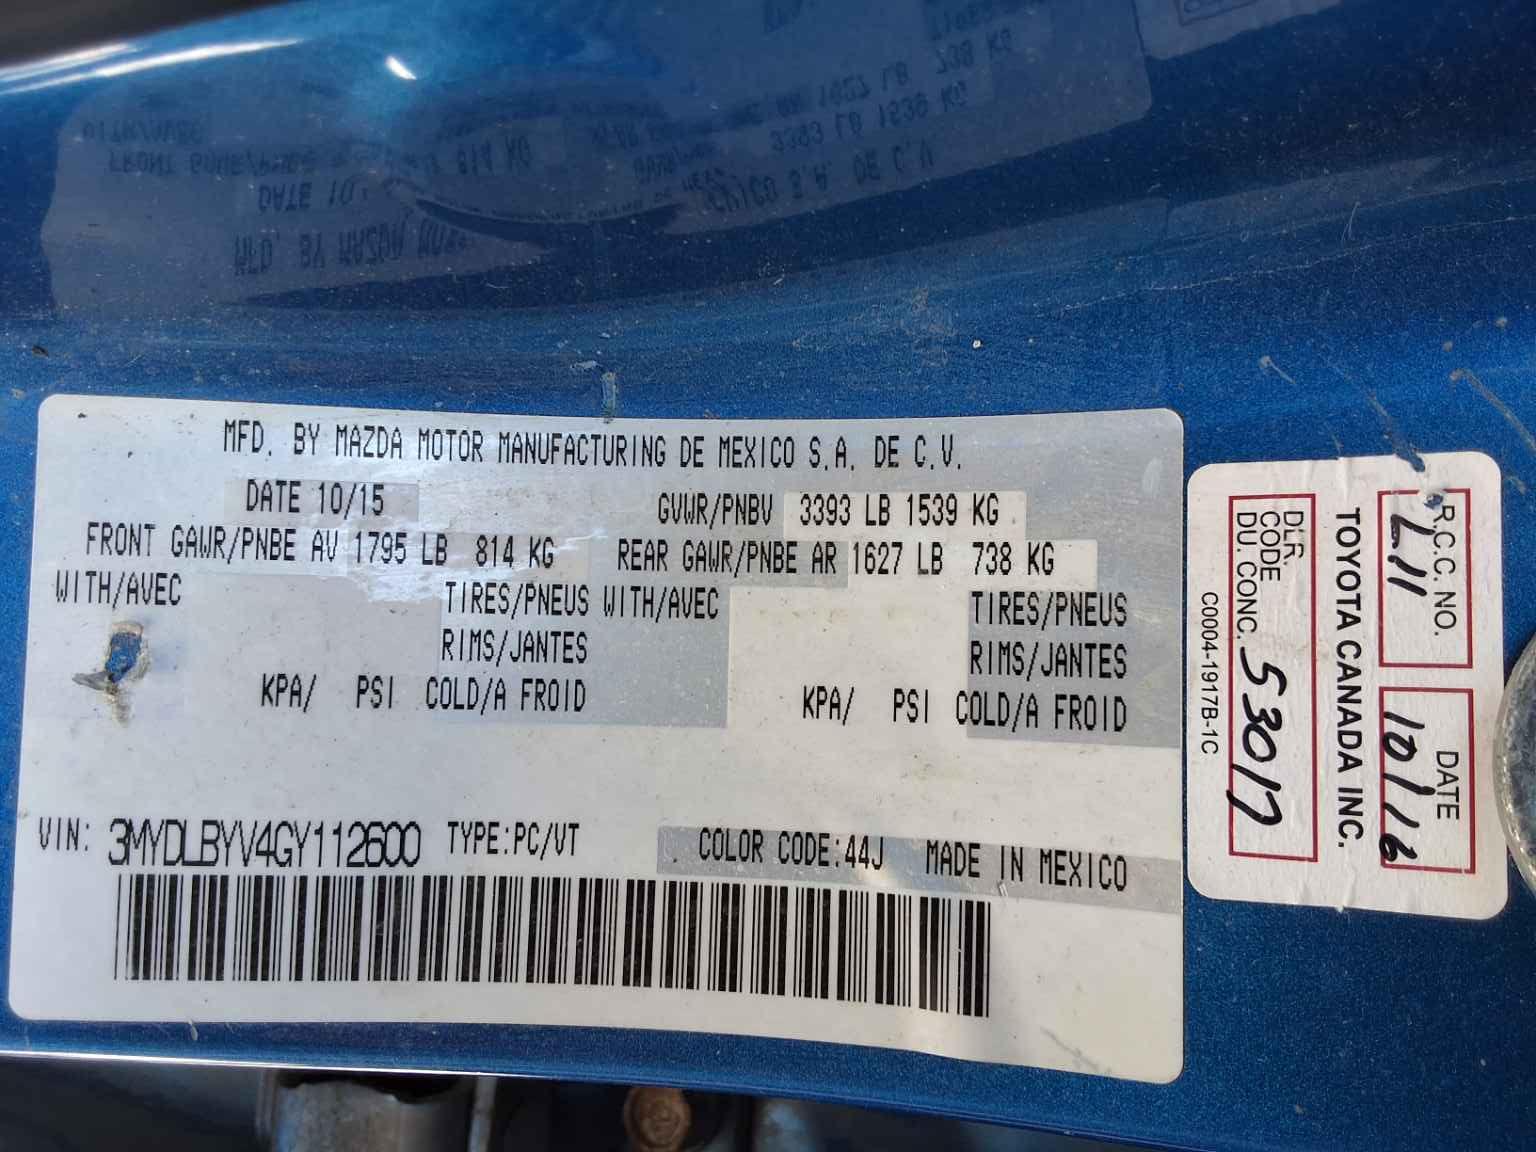 MFD. BY MAZDA MOTOR MANUFACTURING DE MEXICO S.A. DE C.V.
DATE 10/15 GVWR/PNBV 3393 LB 1539 KG
FRONT GAWR/PNBE AV 1795 LB 814 KG REAR GAWR/PNBE AR 1627 LB 738 KG
WITH/AVEC TIRES/PNEUS WITH/AVEC TIRES/PNEUS
RIMS/JANTES RIMS/JANTES
KPA/ PSI COLD/A FROID KPA/ PSI COLD/A FROID
VIN: 3MYDLBYV4GY112600 TYPE:PC/VT COLOR CODE:44J MADE IN MEXICO
R.C.C. NO. DATE
L11 10/16
TOYOTA CANADA INC.
DLR.
CODE
DU. CONC. 53017
C0004-1917B-1C